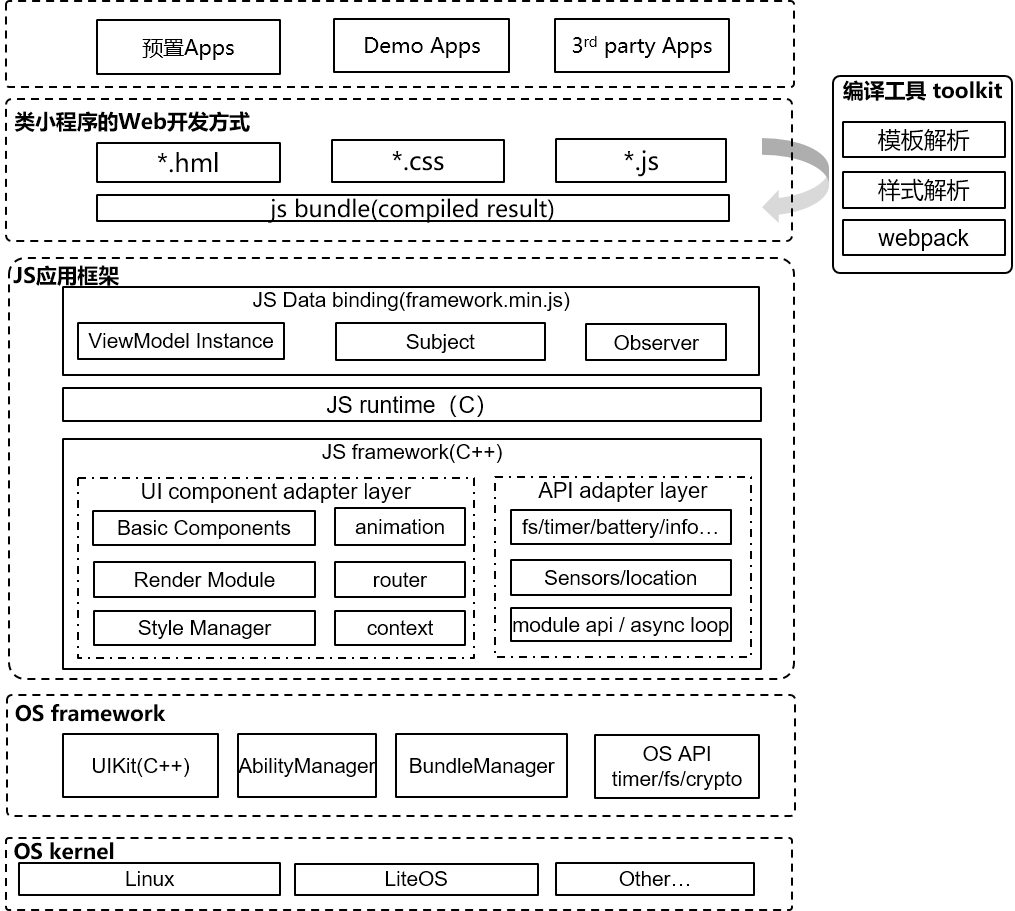 预置Apps
Demo Apps
3rd party Apps
类小程序的Web开发方式
*.hml
*.css
*.js
js bundle(compiled result)
编译工具 toolkit
模板解析
样式解析
webpack
JS应用框架
JS Data binding(framework.min.js)
ViewModel Instance
Subject
Observer
JS runtime（C）
JS framework(C++)
UI component adapter layer
Basic Components
animation
Render Module
router
Style Manager
context
API adapter layer
fs/timer/battery/info…
Sensors/location
module api / async loop
OS framework
UIKit(C++)
AbilityManager
BundleManager
OS API
timer/fs/crypto
OS kernel
Linux
LiteOS
Other…